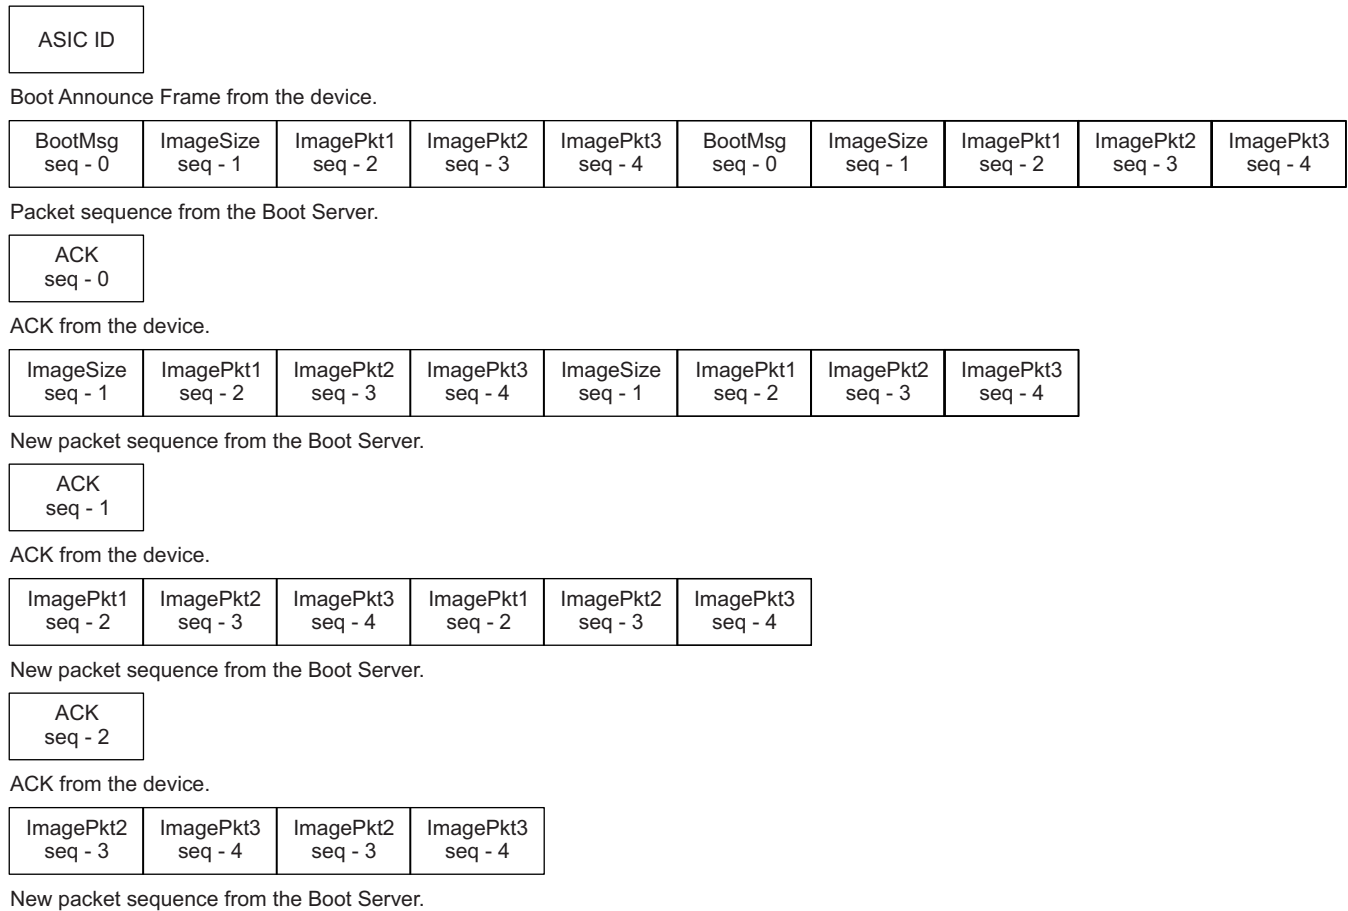 ASIC ID
Boot Announce Frame from the device.
BootMsg ImageSize ImagePkt1 ImagePkt2 ImagePkt3 BootMsg ImageSize ImagePkt1 ImagePkt2 ImagePkt3
seq - 0 seq - 1 seq - 2 seq - 3 seq - 4 seq - 0 seq - 1 seq - 2 seq - 3 seq - 4
Packet sequence from the Boot Server.
ACK
seq - 0
ACK from the device.
ImageSize ImagePkt1 ImagePkt2 ImagePkt3 ImageSize ImagePkt1 ImagePkt2 ImagePkt3
seq - 1 seq - 2 seq - 3 seq - 4 seq - 1 seq - 2 seq - 3 seq - 4
New packet sequence from the Boot Server.
ACK
seq - 1
ACK from the device.
ImagePkt1 ImagePkt2 ImagePkt3 ImagePkt1 ImagePkt2 ImagePkt3
seq - 2 seq - 3 seq - 4 seq - 2 seq - 3 seq - 4
New packet sequence from the Boot Server.
ACK
seq - 2
ACK from the device.
ImagePkt2 ImagePkt3 ImagePkt2 ImagePkt3
seq - 3 seq - 4 seq - 3 seq - 4
New packet sequence from the Boot Server.